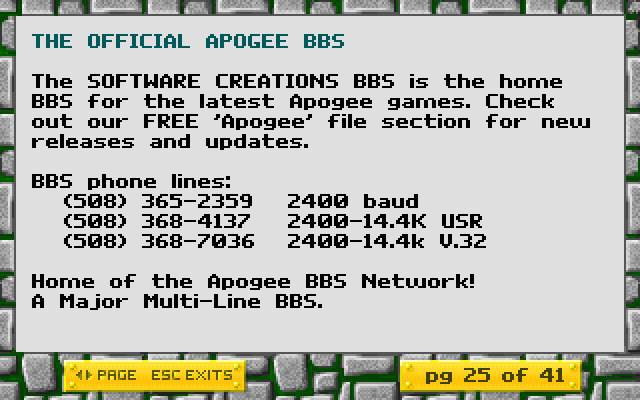 THE OFFICIAL APOGEE BBS
The SOFTWARE CREATIONS BBS is the home
BBS for the latest Apogee games. Check
out our FREE 'Apogee' file section for new
releases and updates.
BBS phone lines:
(508) 365-2359 2400 baud
(508) 368-4137 2400-14.4K USR
(508) 368-7036 2400-14.4k V.32
Home of the Apogee BBS Network!
A Major Multi-Line BBS.
PAGE ESC EXITS
pg 25 of 41